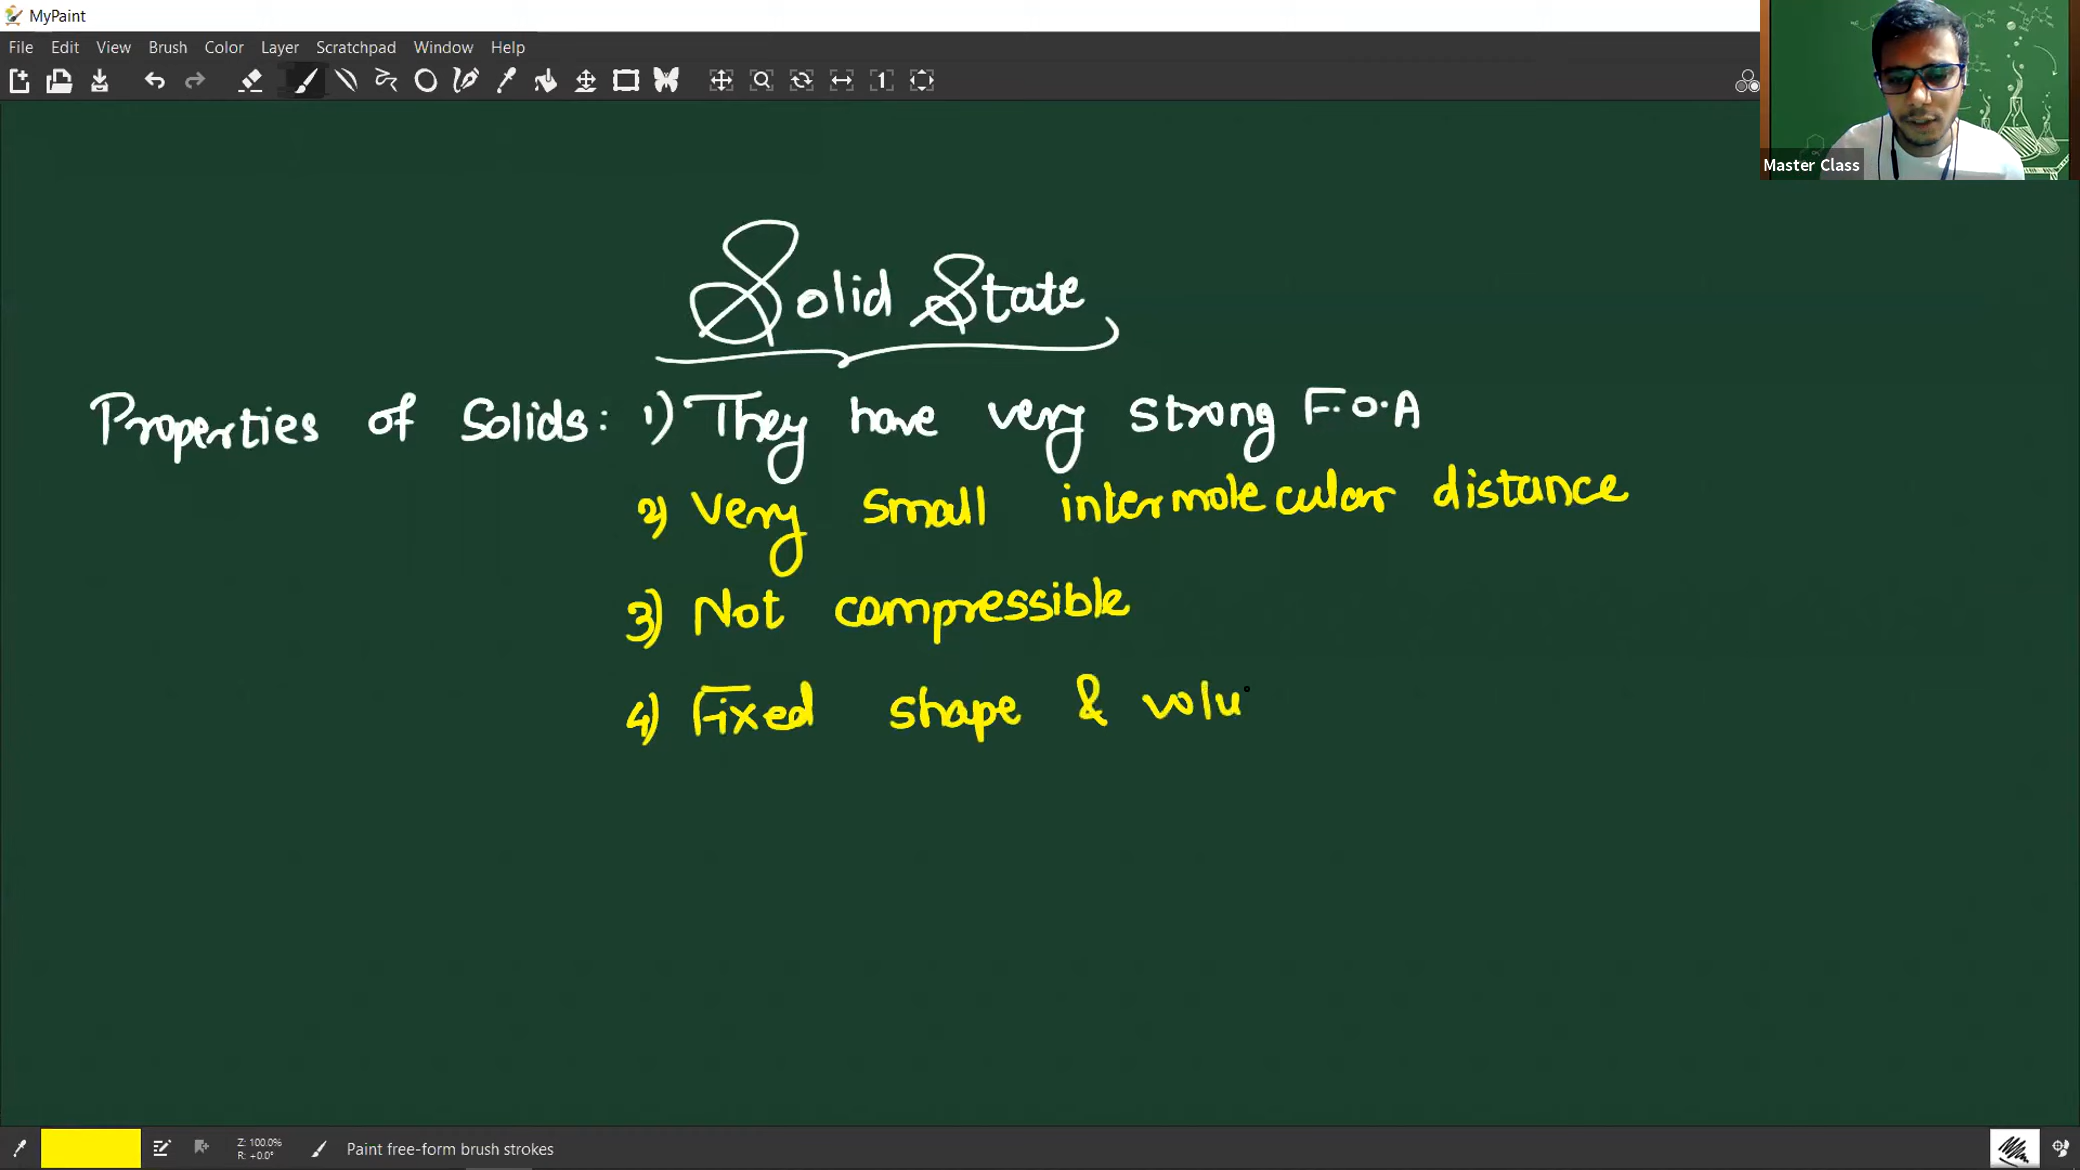 MyPaint
File Edit View Brush Color Layer Scratchpad Window Help
Master Class
Solid State
Properties of Solids: 1) They have very strong F.O.A
2) Very small intermolecular distance
3) Not compressible
4) Fixed shape & volu
Z: 100.0%
R: +0.0°
Paint free-form brush strokes